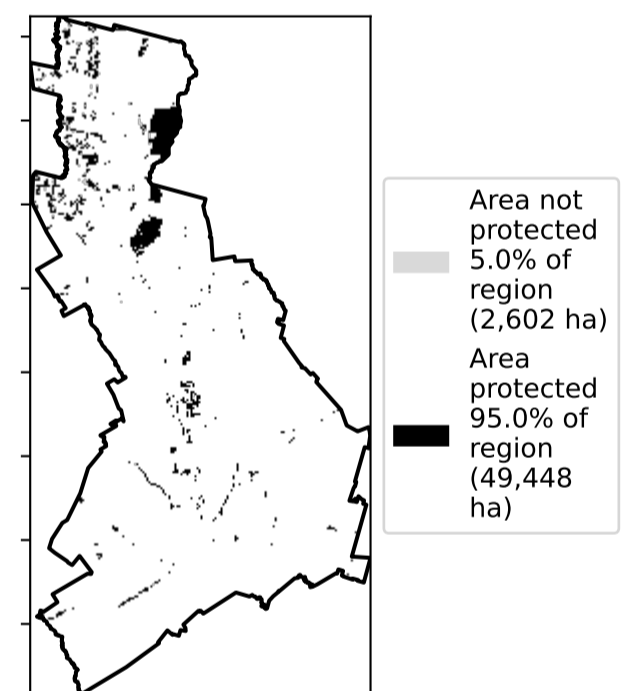 Area not
protected
5.0% of
region
(2,602 ha)
Area
protected
95.0% of
region
(49,448
ha)